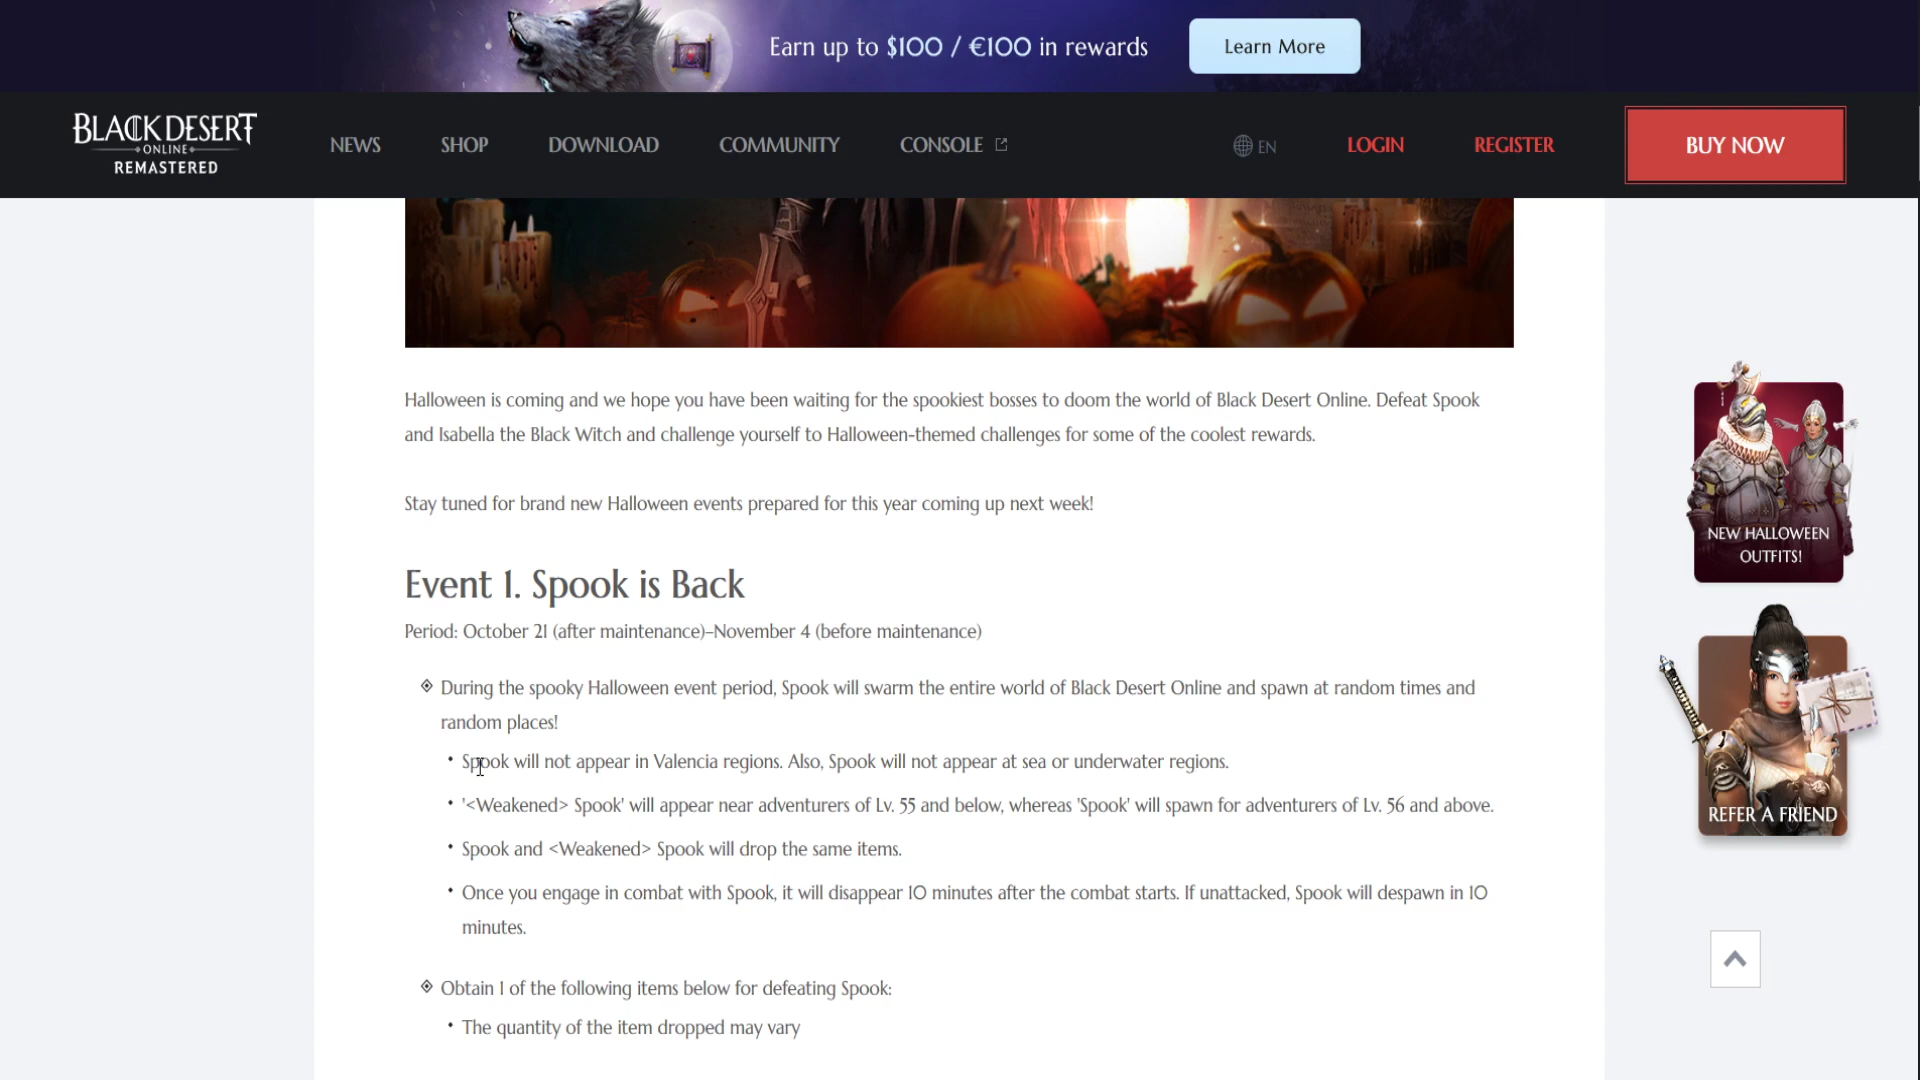 Earn up to $100 / €100 in rewards
Learn More
BLACK DESERT
ONLINE
REMASTERED
NEWS
SHOP
DOWNLOAD
COMMUNITY
CONSOLE
EN
LOGIN
REGISTER
BUY NOW
Halloween is coming and we hope you have been waiting for the spookiest bosses to doom the world of Black Desert Online. Defeat Spook
and Isabella the Black Witch and challenge yourself to Halloween-themed challenges for some of the coolest rewards.
Stay tuned for brand new Halloween events prepared for this year coming up next week!
Event 1. Spook is Back
Period: October 21 (after maintenance)–November 4 (before maintenance)
During the spooky Halloween event period, Spook will swarm the entire world of Black Desert Online and spawn at random times and
random places!
• Spook will not appear in Valencia regions. Also, Spook will not appear at sea or underwater regions.
• '<Weakened> Spook' will appear near adventurers of Lv. 55 and below, whereas 'Spook' will spawn for adventurers of Lv. 56 and above.
• Spook and <Weakened> Spook will drop the same items.
• Once you engage in combat with Spook, it will disappear 10 minutes after the combat starts. If unattacked, Spook will despawn in 10
minutes.
Obtain 1 of the following items below for defeating Spook:
• The quantity of the item dropped may vary
NEW HALLOWEEN
OUTFITS!
REFER A FRIEND